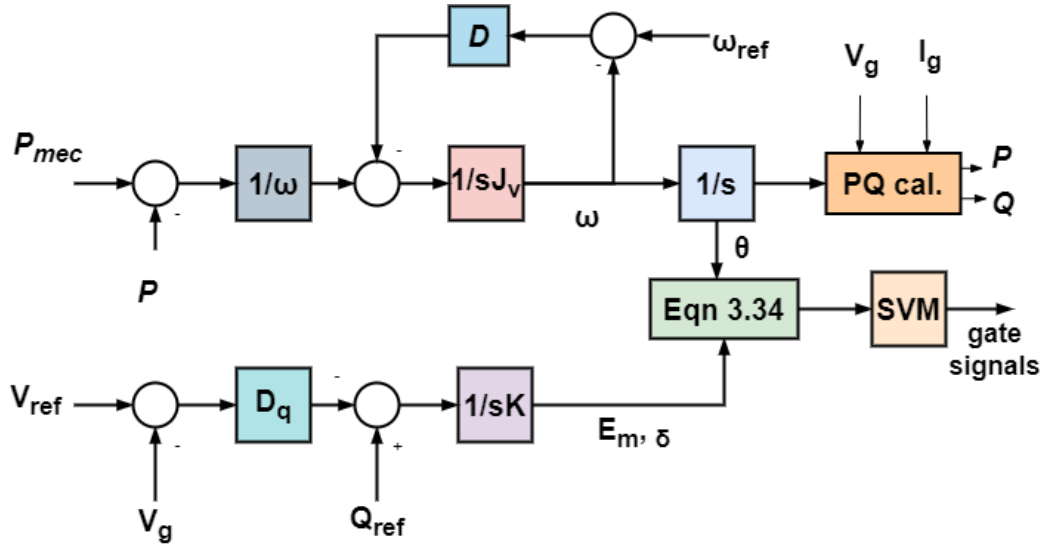 D
ω_ref
V_g
I_g
P_mec
1/ω
1/sJ_v
1/s
PQ cal.
P
Q
-
-
-
ω
θ
P
Eqn 3.34
SVM
gate
signals
V_ref
D_q
-
1/sK
E_m, δ
-
+
V_g
Q_ref